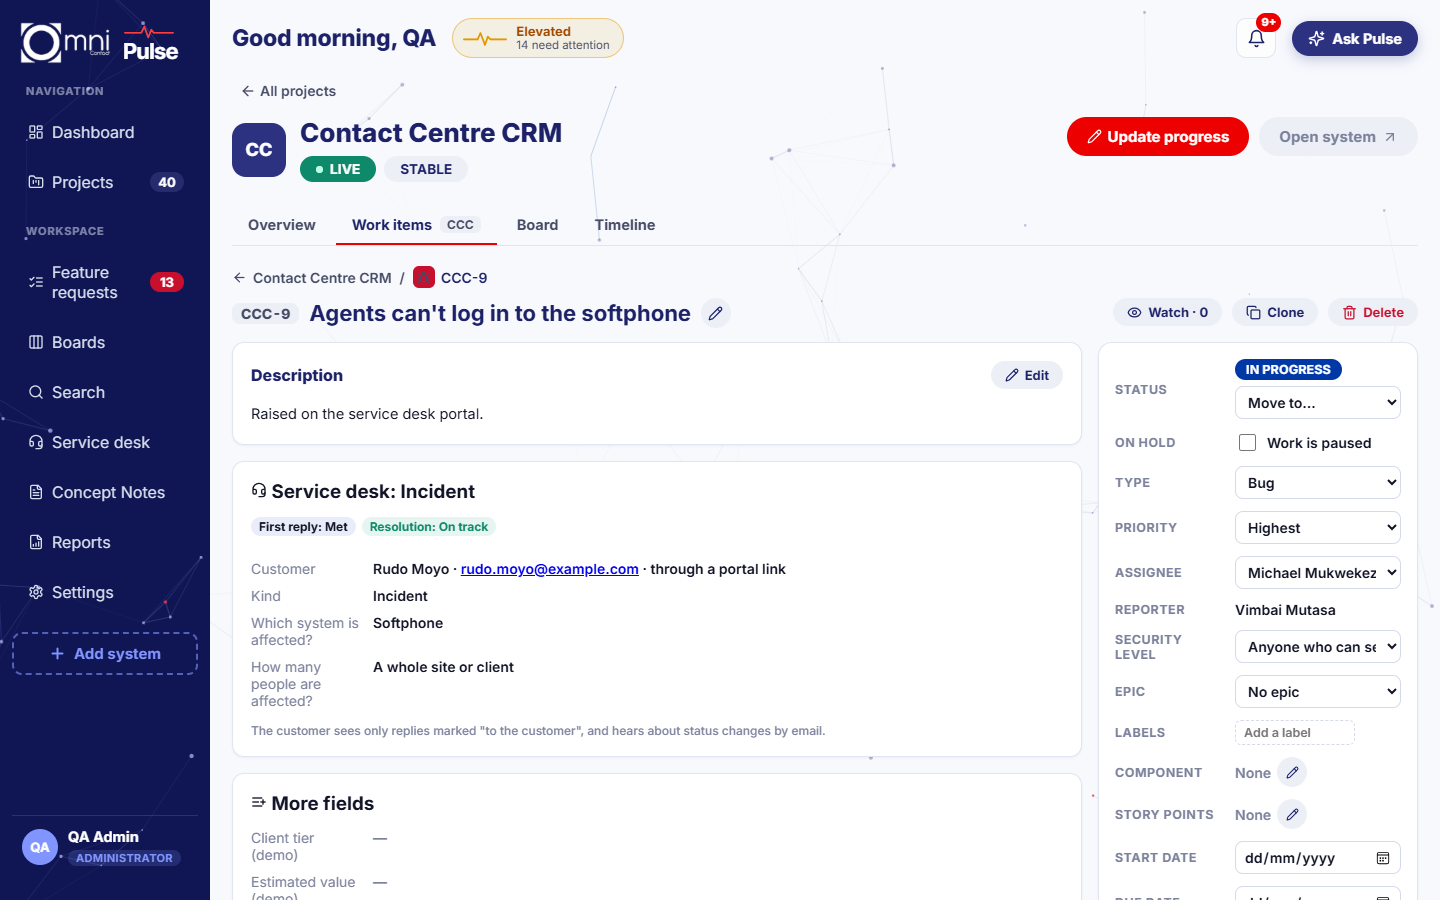 Omni
Contact
Pulse
NAVIGATION
Dashboard
Projects 40
WORKSPACE
Feature
requests 13
Boards
Search
Service desk
Concept Notes
Reports
Settings
+ Add system
QA
QA Admin
ADMINISTRATOR
Good morning, QA
Elevated
14 need attention
9+
Ask Pulse
← All projects
CC
Contact Centre CRM
LIVE
STABLE
Update progress
Open system ↗
Overview
Work items CCC
Board
Timeline
← Contact Centre CRM / CCC-9
CCC-9 Agents can't log in to the softphone
Watch · 0
Clone
Delete
Description
Edit
Raised on the service desk portal.
Service desk: Incident
First reply: Met
Resolution: On track
Customer Rudo Moyo · rudo.moyo@example.com · through a portal link
Kind Incident
Which system is
affected?
Softphone
How many
people are
affected?
A whole site or client
The customer sees only replies marked "to the customer", and hears about status changes by email.
More fields
Client tier
(demo)
—
Estimated value
(demo)
—
STATUS
IN PROGRESS
Move to...
ON HOLD Work is paused
TYPE Bug
PRIORITY Highest
ASSIGNEE Michael Mukwekez
REPORTER Vimbai Mutasa
SECURITY
LEVEL
Anyone who can se
EPIC No epic
LABELS Add a label
COMPONENT None
STORY POINTS None
START DATE dd/mm/yyyy
DUE DATE dd/mm/yyyy